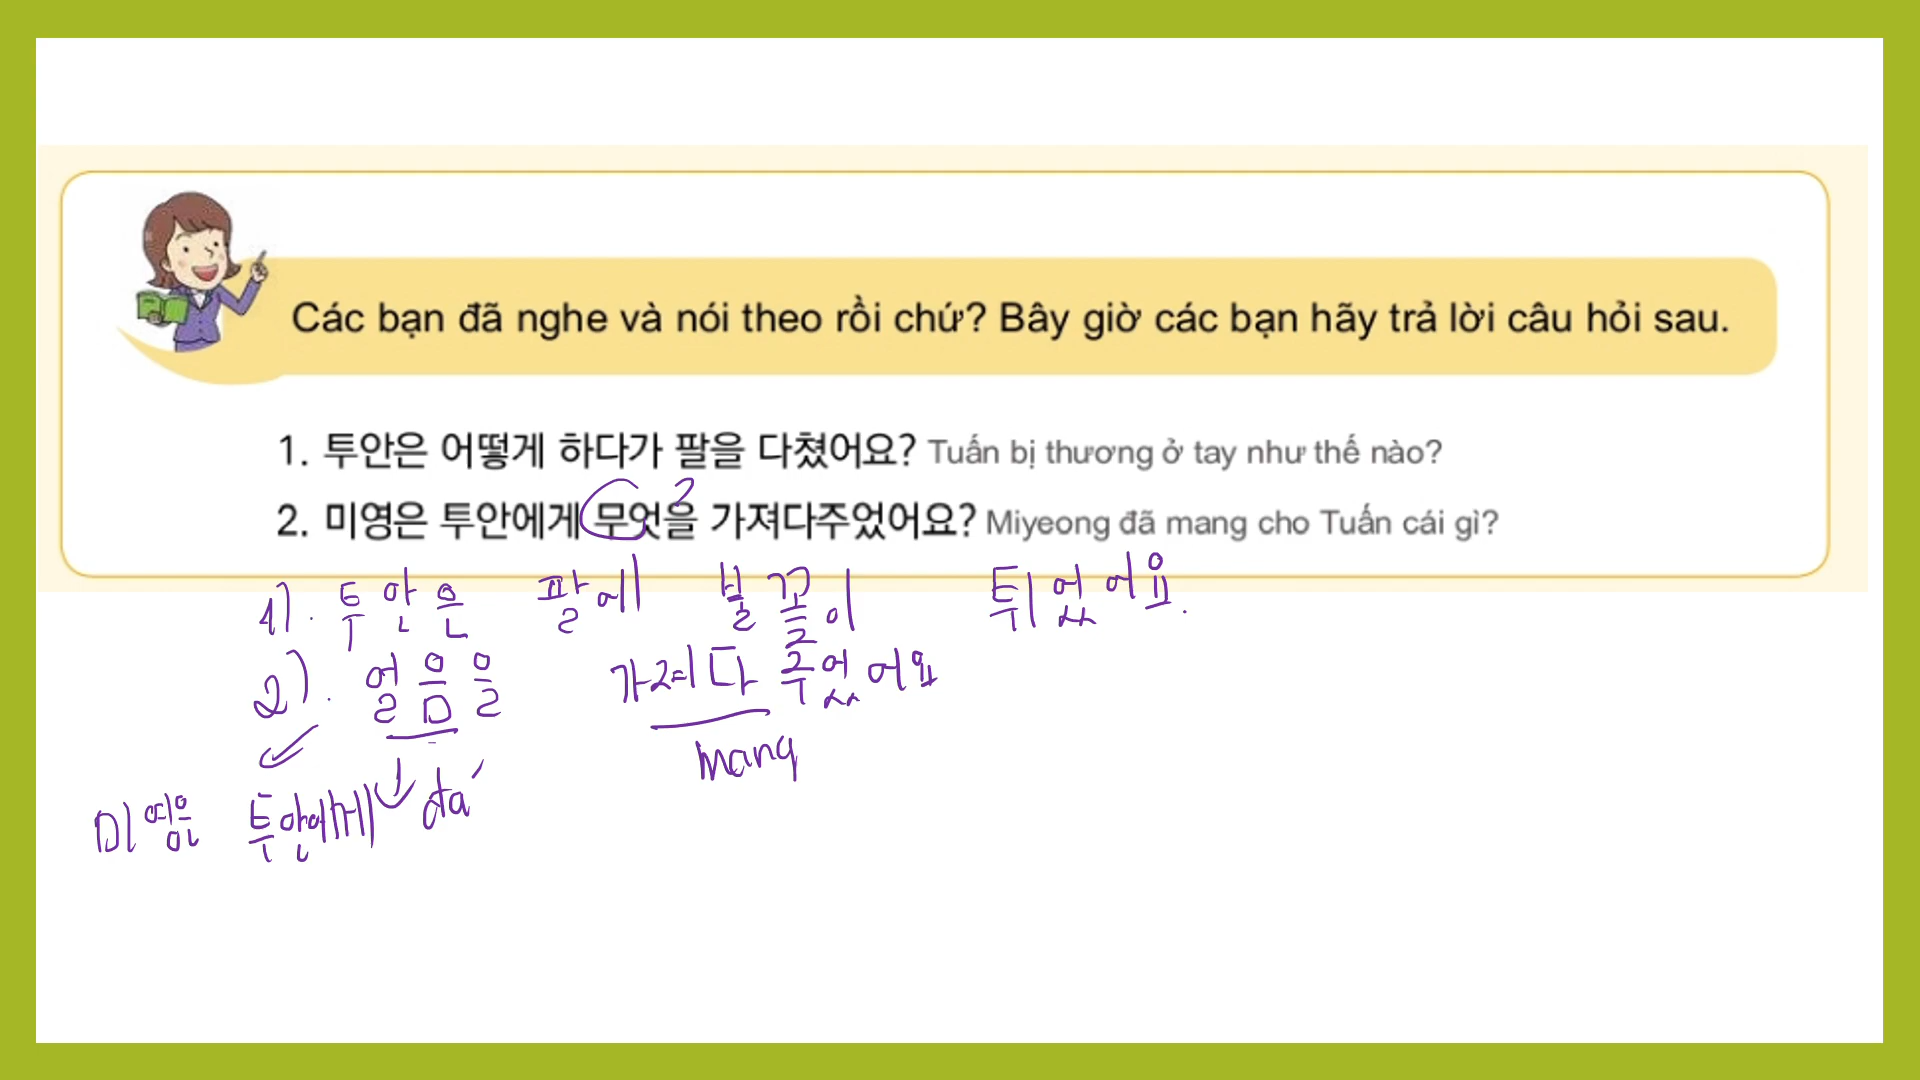 Các bạn đã nghe và nói theo rồi chứ? Bây giờ các bạn hãy trả lời câu hỏi sau.
1. 투안은 어떻게 하다가 팔을 다쳤어요? Tuấn bị thương ở tay như thế nào?
2. 미영은 투안에게 무엇을 가져다주었어요? Miyeong đã mang cho Tuấn cái gì?
?
1). 투안은 팔에 불꼴이 튀었어요.
2). 얼음을 가레다 주었어요
mang
미영은 투안에게 đá